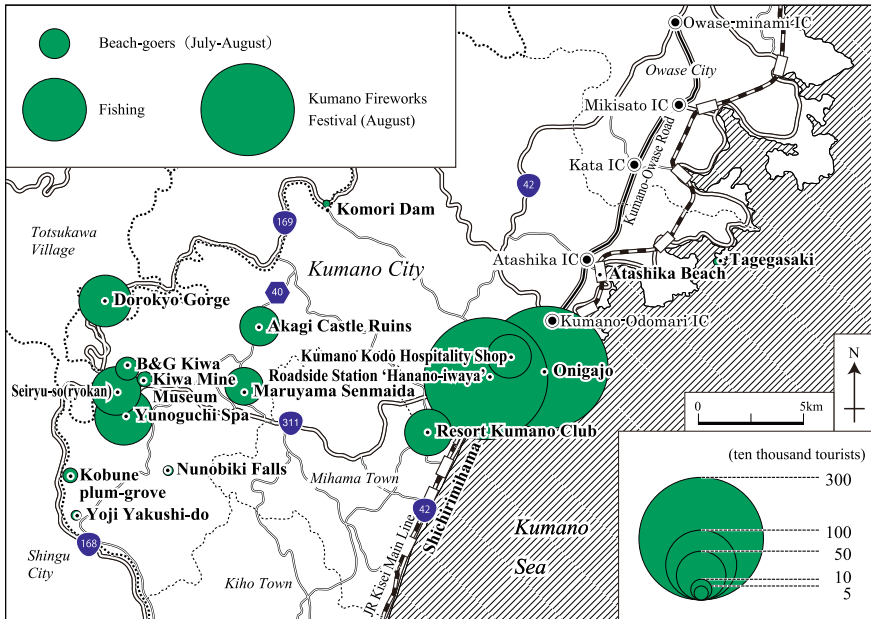 Beach-goers (July-August)
Fishing
Kumano Fireworks
Festival (August)
Owase-minami IC
Owase City
Mikisato IC
Kata IC
Kumano-Owase Road
42
Komori Dam
169
Totsukawa
Village
Kumano City
Atashika IC
Tagegasaki
Atashika Beach
40
Dorokyo Gorge
Akagi Castle Ruins
Kumano-Odomari IC
Kumano Kodo Hospitality Shop
B&G Kiwa
Roadside Station ‘Hanano-iwaya’
Onigajo
Kiwa Mine
Museum
Seiryu-so(ryokan)
Maruyama Senmaida
Yunoguchi Spa
311
Resort Kumano Club
N
0
5km
Kobune
plum-grove
Nunobiki Falls
Mihama Town
Shichirimihama
42
Yoji Yakushi-do
168
Shingu
City
Kiho Town
JR Kisei Main Line
Kumano
Sea
(ten thousand tourists)
300
100
50
10
5